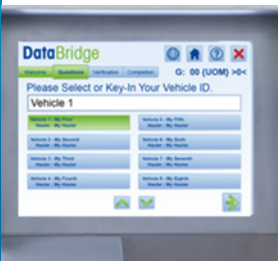 DataBridge
Welcome Questions Verification Completion G: 00 (UOM) >0<
Please Select or Key-In Your Vehicle ID.
Vehicle 1
Vehicle 1 - My First
Hauler - My Hauler
Vehicle 5 - My Fifth
Hauler - My Hauler
Vehicle 2 - My Second
Hauler - My Hauler
Vehicle 6 - My Sixth
Hauler - My Hauler
Vehicle 3 - My Third
Hauler - My Hauler
Vehicle 7 - My Seventh
Hauler - My Hauler
Vehicle 4 - My Fourth
Hauler - My Hauler
Vehicle 8 - My Eighth
Hauler - My Hauler